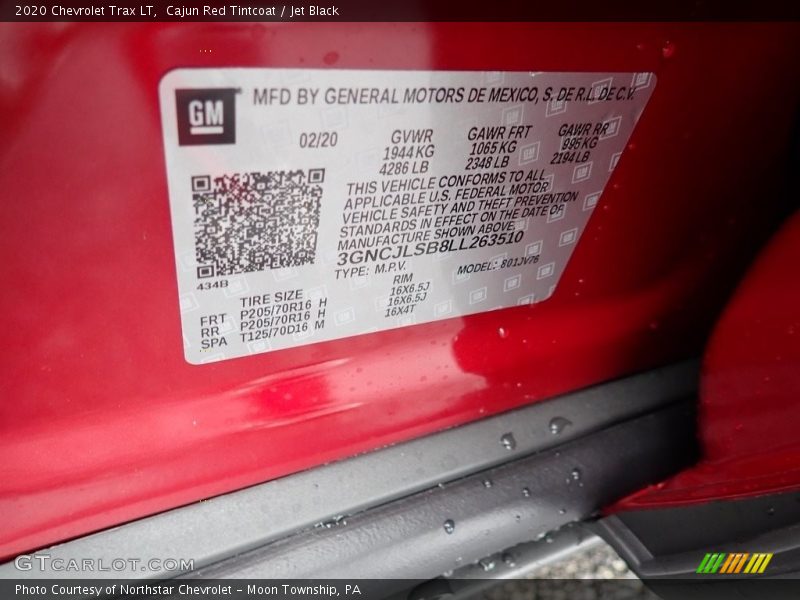 2020 Chevrolet Trax LT, Cajun Red Tintcoat / Jet Black
GM
MFD BY GENERAL MOTORS DE MEXICO, S. DE R.L. DE C.V.
02/20
GVWR
1944 KG
4286 LB
GAWR FRT
1065 KG
2348 LB
GAWR RR
995 KG
2194 LB
THIS VEHICLE CONFORMS TO ALL
APPLICABLE U.S. FEDERAL MOTOR
VEHICLE SAFETY AND THEFT PREVENTION
STANDARDS IN EFFECT ON THE DATE OF
MANUFACTURE SHOWN ABOVE.
3GNCJLSB8LL263510
TYPE: M.P.V.
MODEL: 801JV76
434B
TIRE SIZE
RIM
FRT P205/70R16 H 16X6.5J
RR P205/70R16 H 16X6.5J
SPA T125/70D16 M 16X4T
GTCARLOT.COM
Photo Courtesy of Northstar Chevrolet - Moon Township, PA